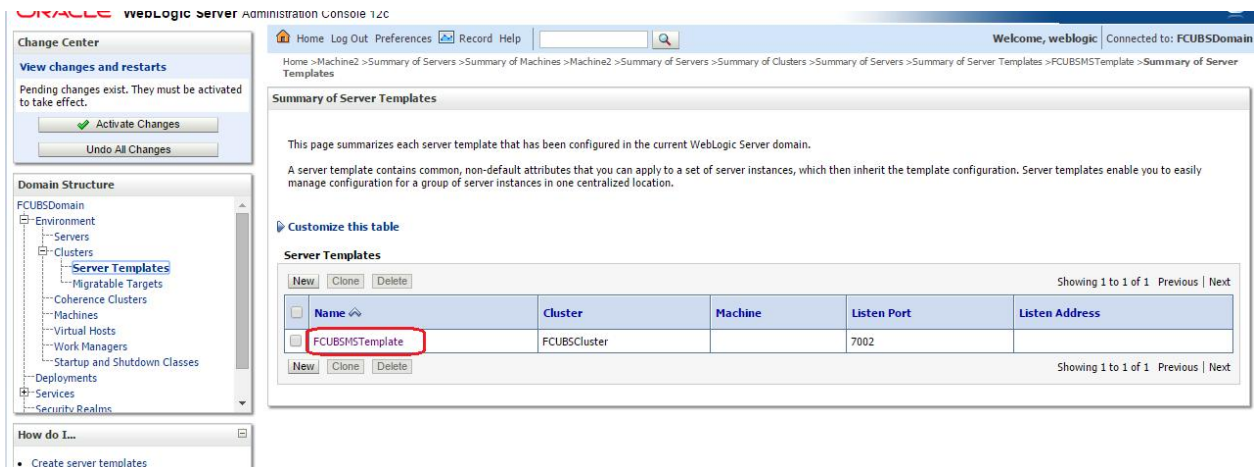 ORACLE WebLogic Server Administration Console 12c
Change Center
View changes and restarts
Pending changes exist. They must be activated
to take effect.
Activate Changes
Undo All Changes
Domain Structure
FCUBSDomain
Environment
Servers
Clusters
Server Templates
Migratable Targets
Coherence Clusters
Machines
Virtual Hosts
Work Managers
Startup and Shutdown Classes
Deployments
Services
Security Realms
How do I...
Create server templates
Home Log Out Preferences Record Help
Welcome, weblogic Connected to: FCUBSDomain
Home >Machine2 >Summary of Servers >Summary of Machines >Machine2 >Summary of Servers >Summary of Clusters >Summary of Servers >Summary of Server Templates >FCUBSMSTemplate >Summary of Server
Templates
Summary of Server Templates
This page summarizes each server template that has been configured in the current WebLogic Server domain.
A server template contains common, non-default attributes that you can apply to a set of server instances, which then inherit the template configuration. Server templates enable you to easily
manage configuration for a group of server instances in one centralized location.
Customize this table
Server Templates
New Clone Delete Showing 1 to 1 of 1 Previous | Next
Name Cluster Machine Listen Port Listen Address
FCUBSMSTemplate FCUBSCluster 7002
New Clone Delete Showing 1 to 1 of 1 Previous | Next